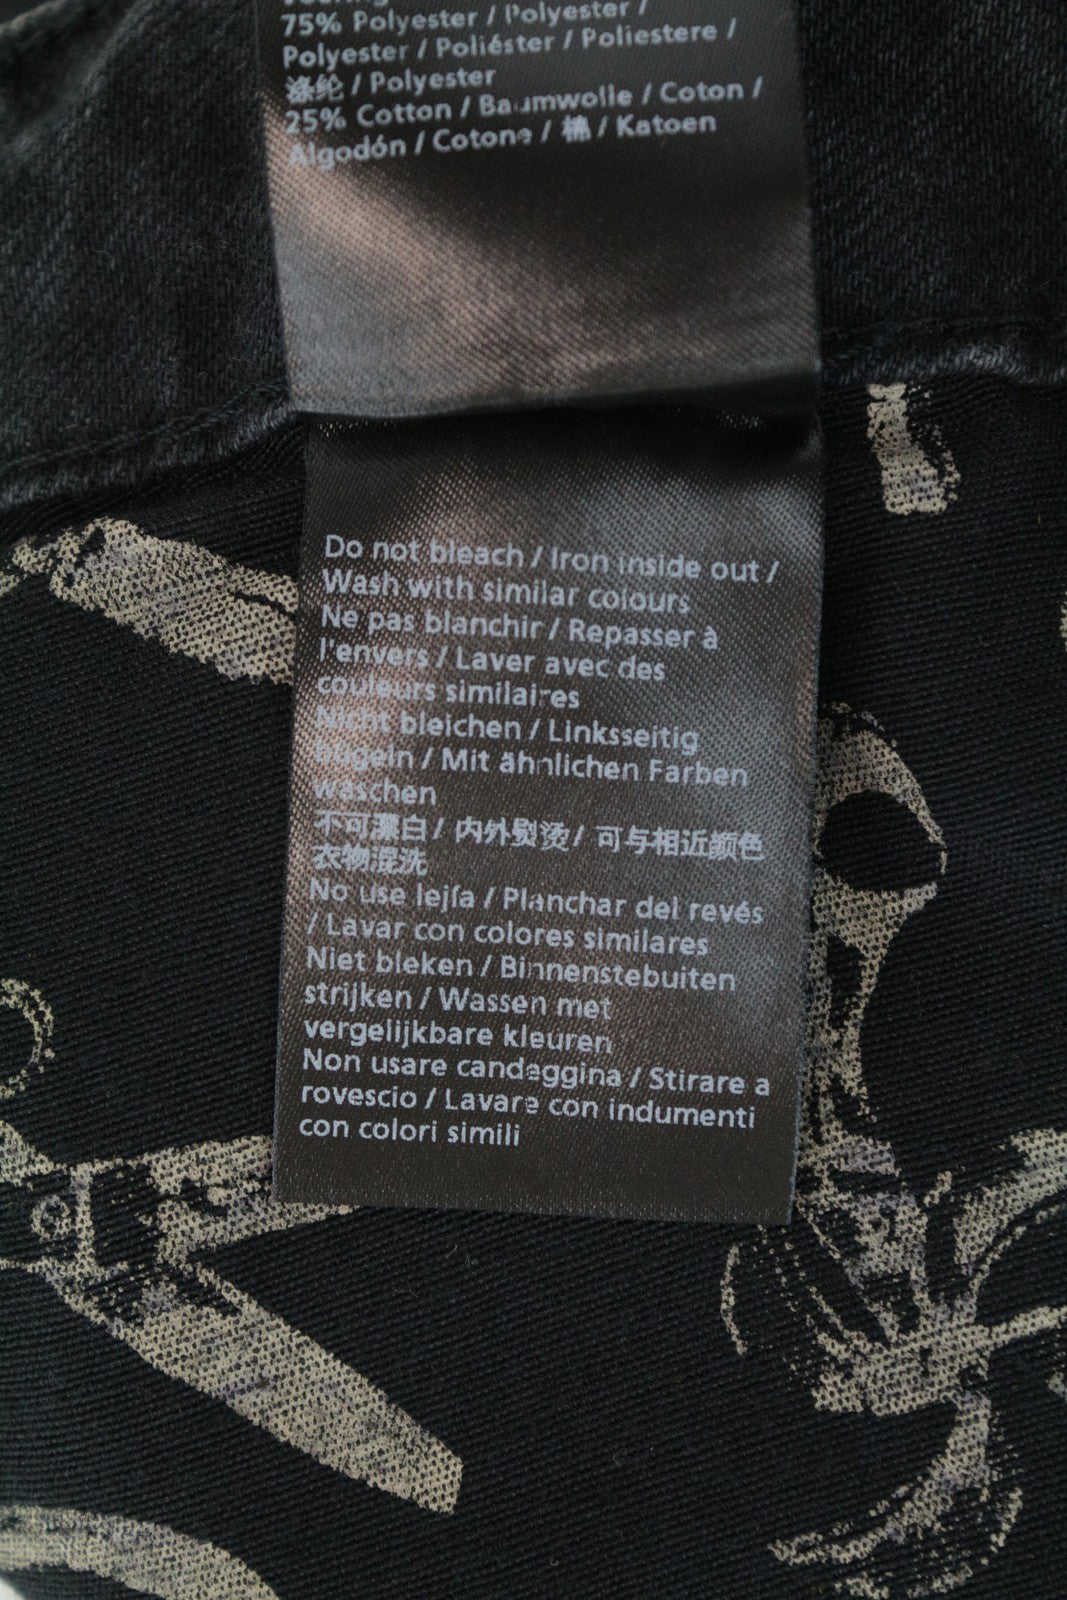 75% Polyester / Polyester /
Polyester / Poliéster / Poliestere /
涤纶 / Polyester
25% Cotton / Baumwolle / Coton /
Algodón / Cotone / 棉 / Katoen
Do not bleach / Iron inside out /
Wash with similar colours
Ne pas blanchir / Repasser à
l'envers / Laver avec des
couleurs similaires
Nicht bleichen / Linksseitig
bügeln / Mit ähnlichen Farben
waschen
不可漂白 / 内外熨烫 / 可与相近颜色
衣物混洗
No use lejía / Planchar del revés
/ Lavar con colores similares
Niet bleken / Binnenstebuiten
strijken / Wassen met
vergelijkbare kleuren
Non usare candeggina / Stirare a
rovescio / Lavare con indumenti
con colori simili